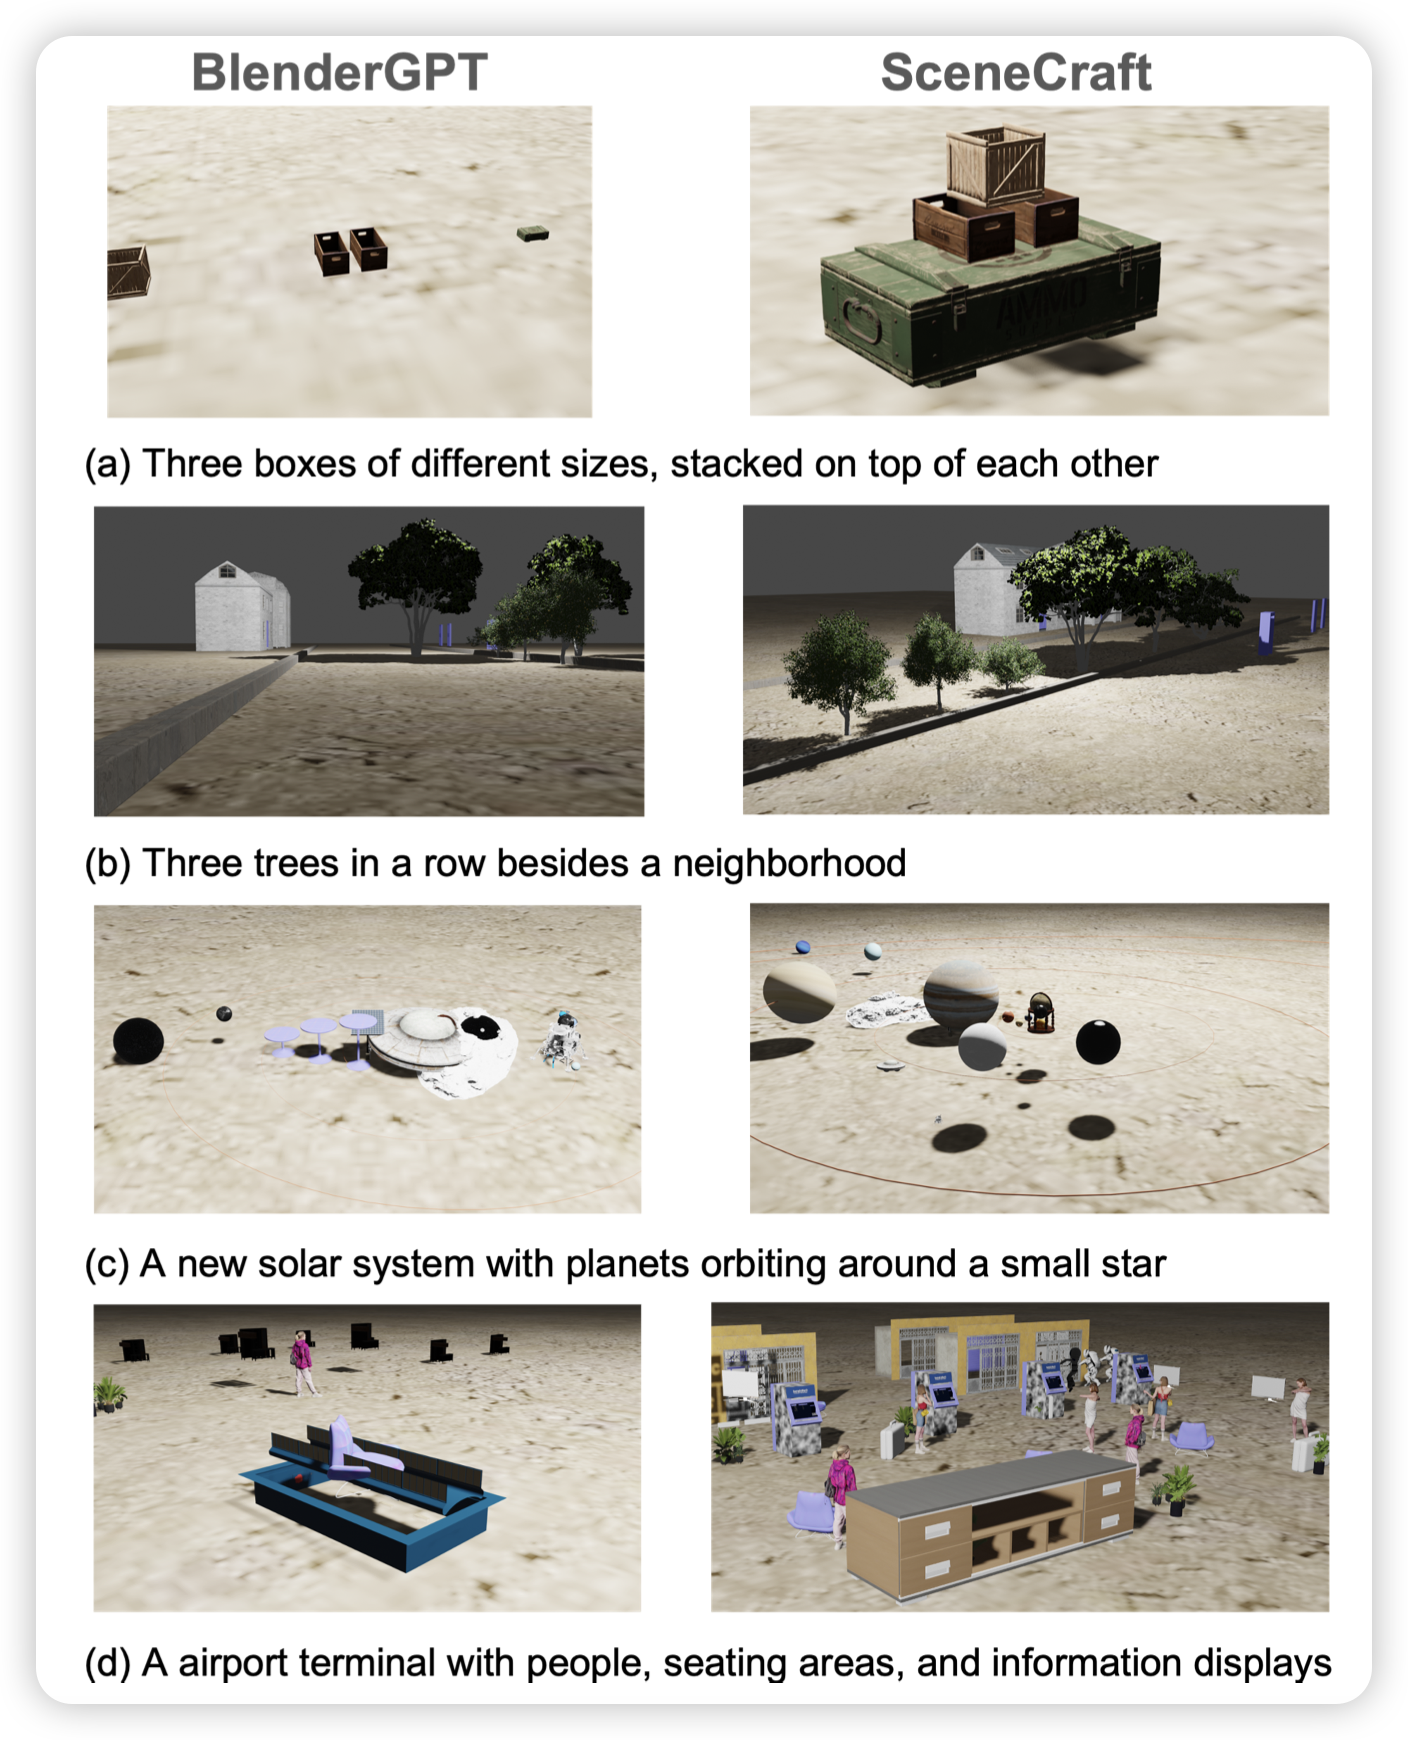 BlenderGPT
SceneCraft
AMMO
(a) Three boxes of different sizes, stacked on top of each other
(b) Three trees in a row besides a neighborhood
(c) A new solar system with planets orbiting around a small star
(d) A airport terminal with people, seating areas, and information displays